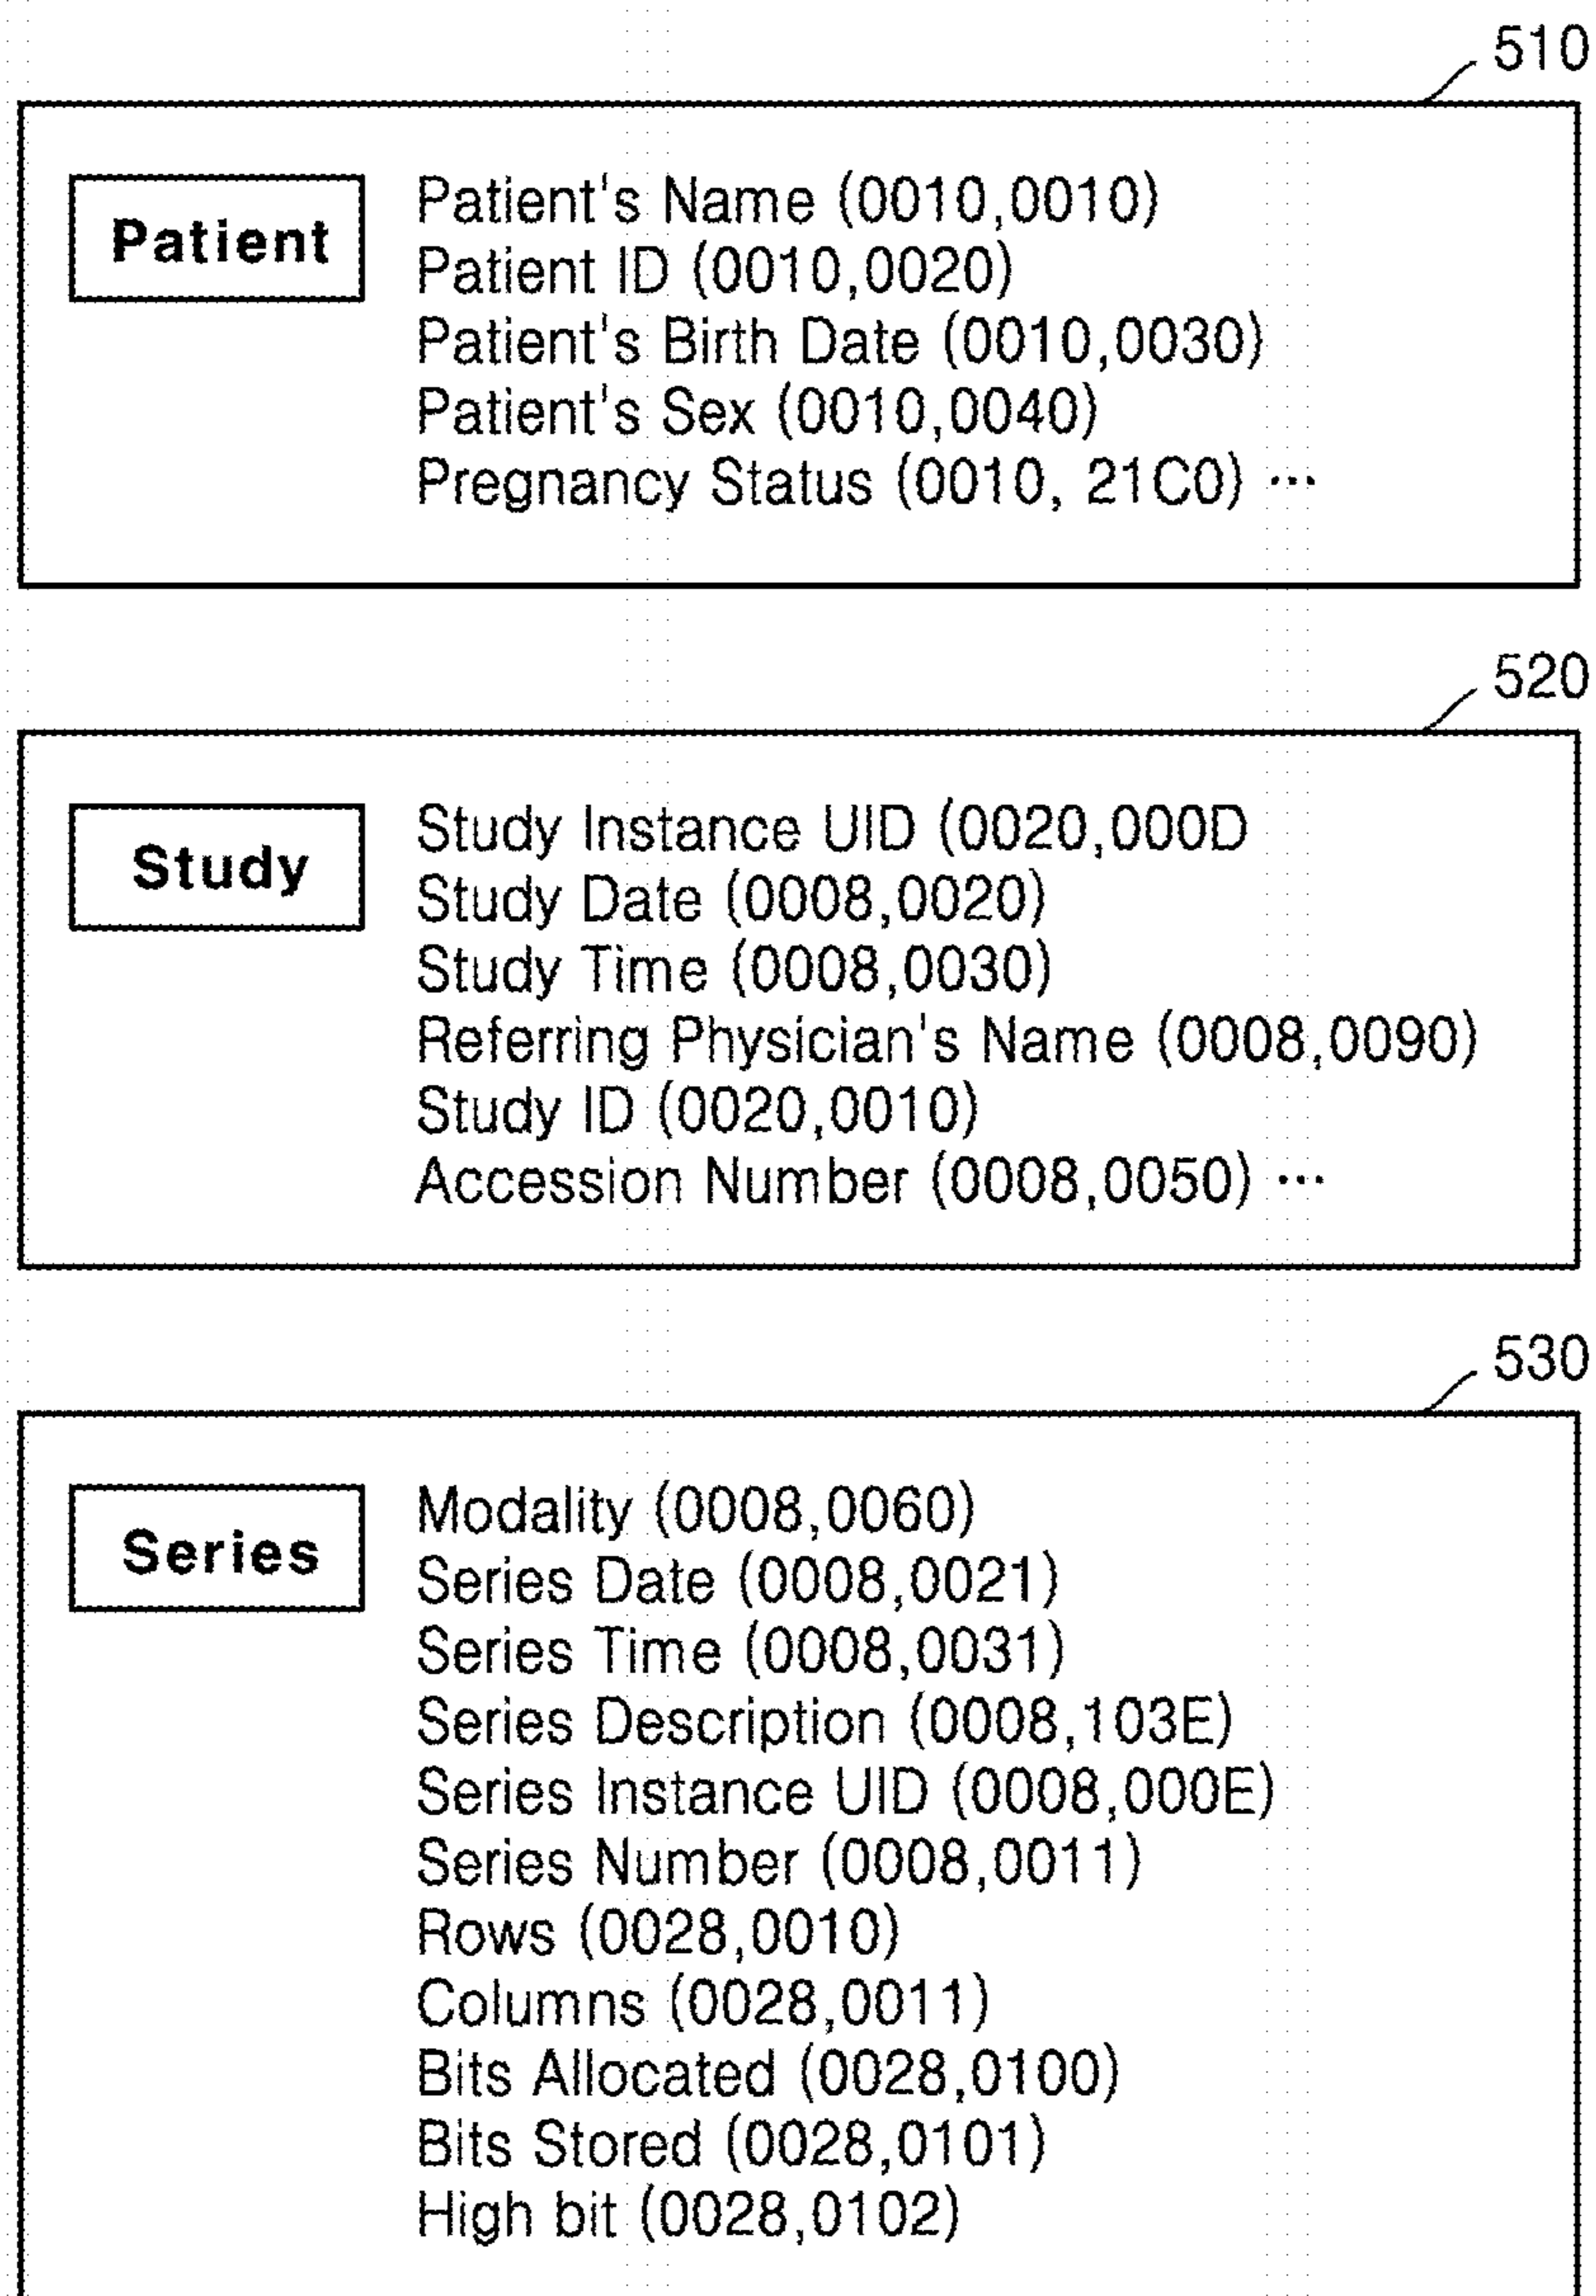 510
Patient
Patient's Name (0010,0010)
Patient ID (0010,0020)
Patient's Birth Date (0010,0030)
Patient's Sex (0010,0040)
Pregnancy Status (0010, 21C0) ···
520
Study
Study Instance UID (0020,000D
Study Date (0008,0020)
Study Time (0008,0030)
Referring Physician's Name (0008,0090)
Study ID (0020,0010)
Accession Number (0008,0050) ···
530
Series
Modality (0008,0060)
Series Date (0008,0021)
Series Time (0008,0031)
Series Description (0008,103E)
Series Instance UID (0008,000E)
Series Number (0008,0011)
Rows (0028,0010)
Columns (0028,0011)
Bits Allocated (0028,0100)
Bits Stored (0028,0101)
High bit (0028,0102)